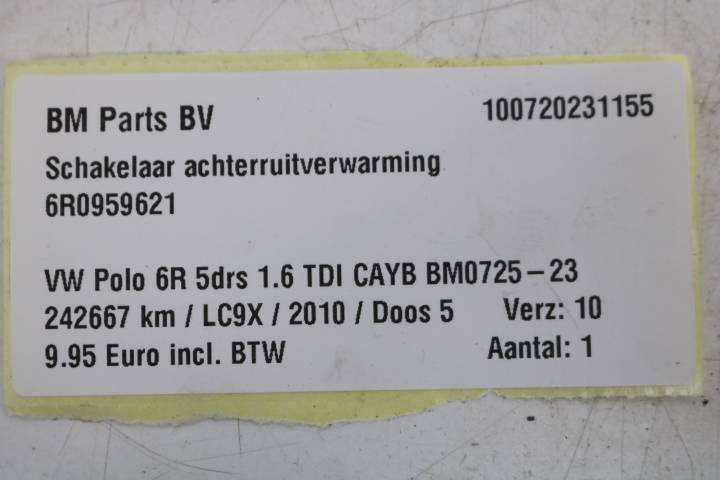 BM Parts BV 100720231155
Schakelaar achterruitverwarming
6R0959621
VW Polo 6R 5drs 1.6 TDI CAYB BM0725-23
242667 km / LC9X / 2010 / Doos 5 Verz: 10
9.95 Euro incl. BTW Aantal: 1